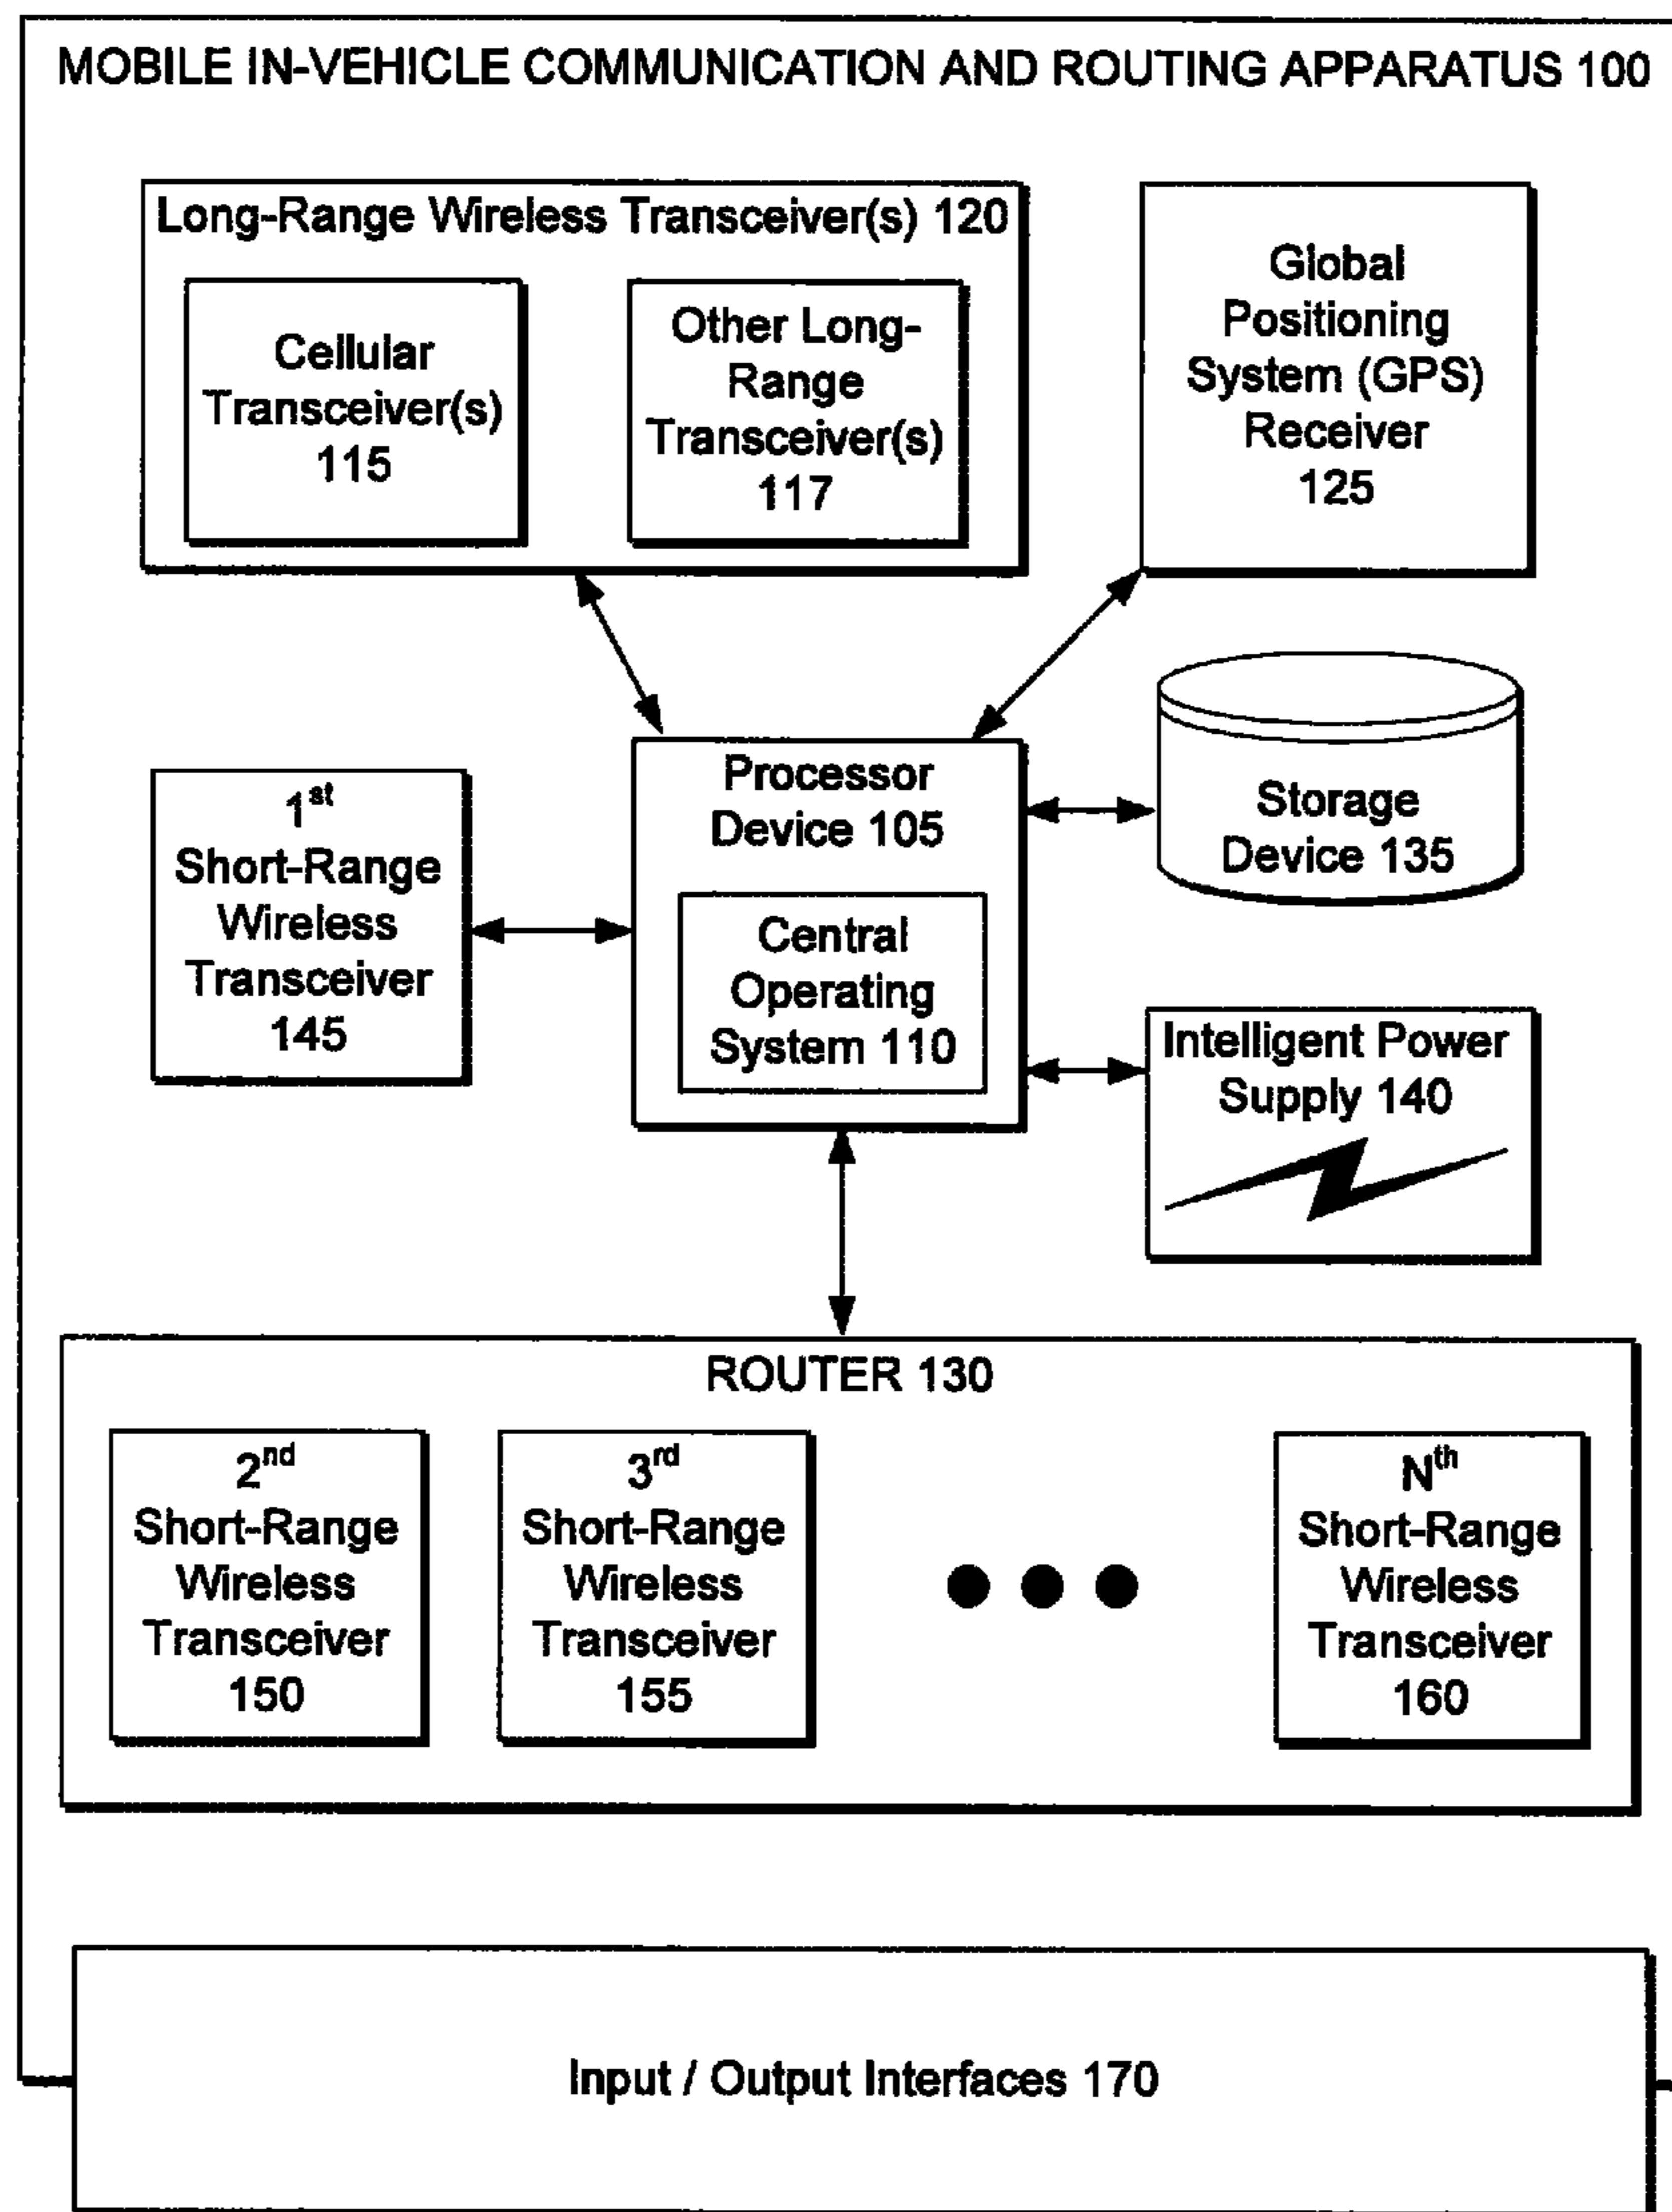 MOBILE IN-VEHICLE COMMUNICATION AND ROUTING APPARATUS 100
Long-Range Wireless Transceiver(s) 120
Cellular
Transceiver(s)
115
Other Long-
Range
Transceiver(s)
117
Global
Positioning
System (GPS)
Receiver
125
1st
Short-Range
Wireless
Transceiver
145
Processor
Device 105
Central
Operating
System 110
Storage
Device 135
Intelligent Power
Supply 140
ROUTER 130
2nd
Short-Range
Wireless
Transceiver
150
3rd
Short-Range
Wireless
Transceiver
155
Nth
Short-Range
Wireless
Transceiver
160
Input / Output Interfaces 170